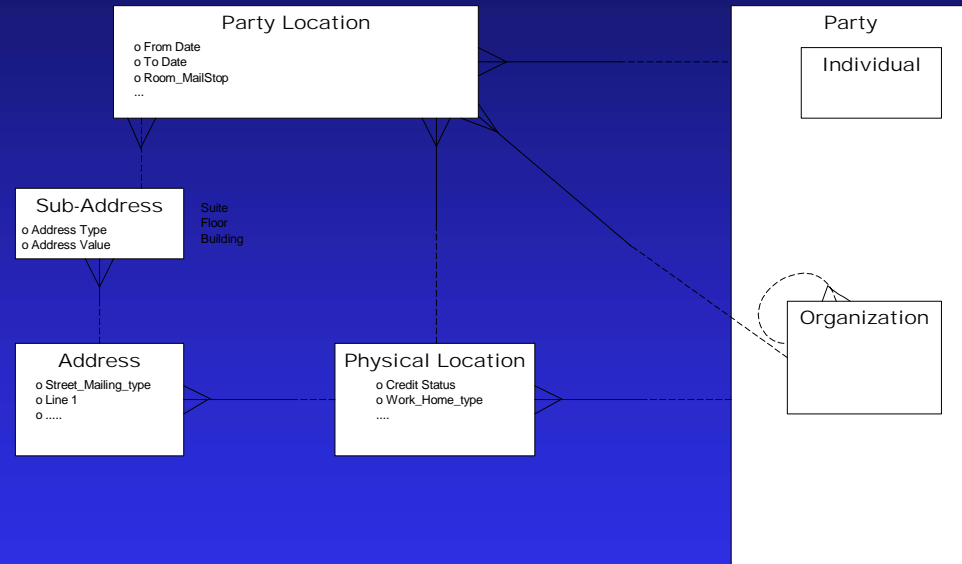 Party Location
o From Date
o To Date
o Room_MailStop
...
Party
Individual
Sub-Address
o Address Type
o Address Value
Suite
Floor
Building
Organization
Address
o Street_Mailing_type
o Line 1
o .....
Physical Location
o Credit Status
o Work_Home_type
....